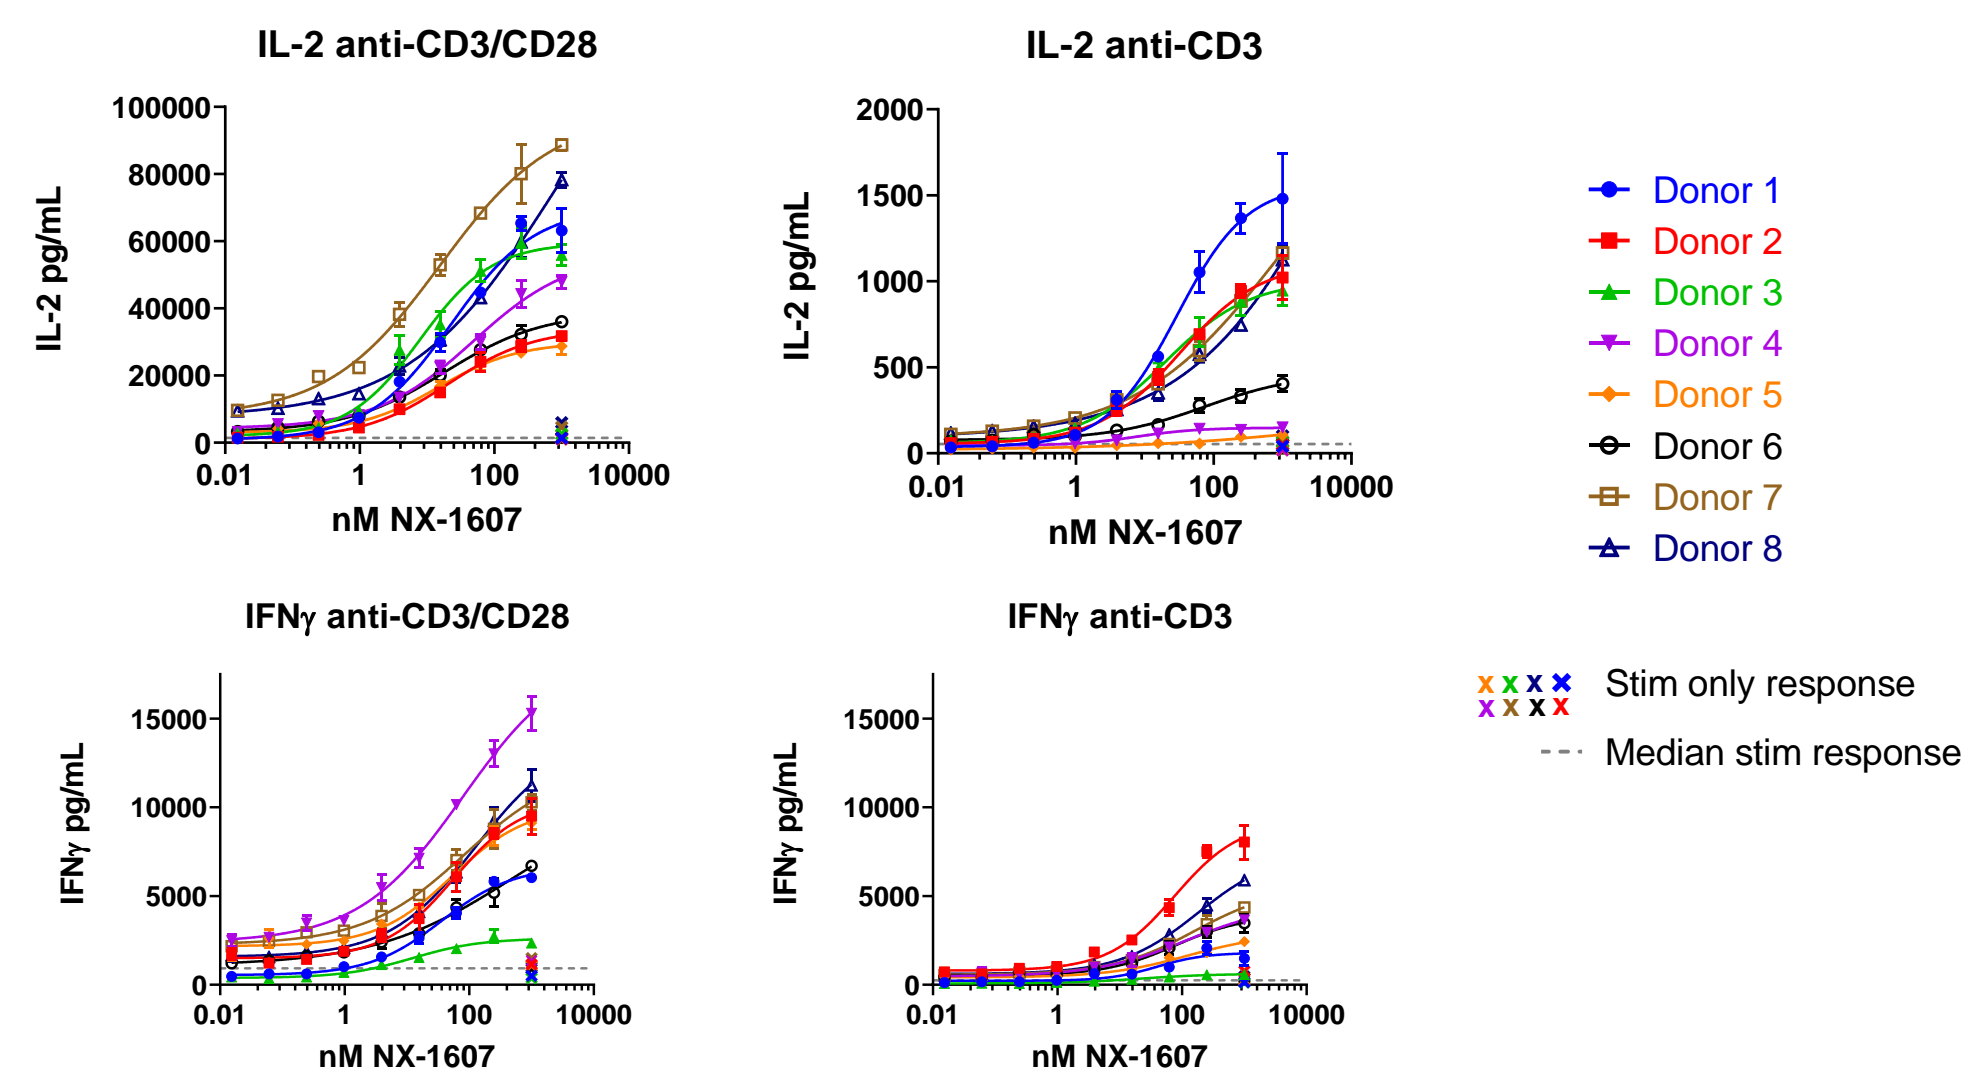 IL-2 anti-CD3/CD28
IL-2 pg/mL
100000
80000
60000
40000
20000
0
0.01 1 100 10000
nM NX-1607
IL-2 anti-CD3
IL-2 pg/mL
2000
1500
1000
500
0
0.01 1 100 10000
nM NX-1607
Donor 1
Donor 2
Donor 3
Donor 4
Donor 5
Donor 6
Donor 7
Donor 8
IFNγ anti-CD3/CD28
IFNγ pg/mL
15000
10000
5000
0
0.01 1 100 10000
nM NX-1607
IFNγ anti-CD3
IFNγ pg/mL
15000
10000
5000
0
0.01 1 100 10000
nM NX-1607
Stim only response
Median stim response